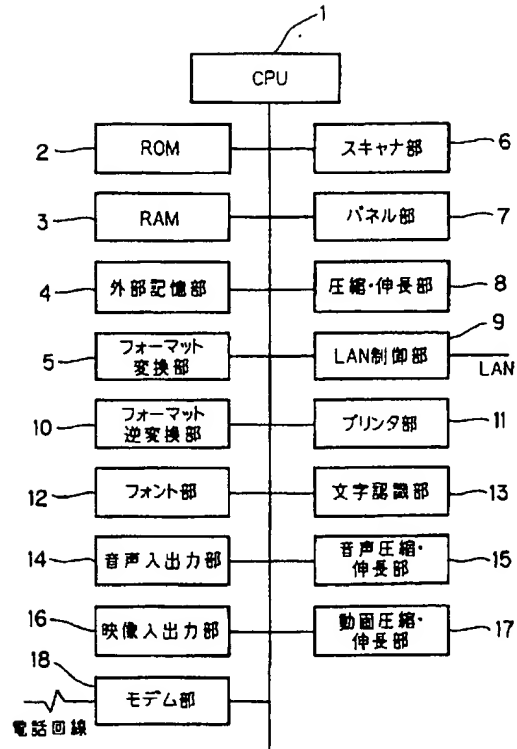 1
CPU
2
ROM
スキャナ部
6
3
RAM
パネル部
7
4
外部記憶部
圧縮・伸長部
8
5
フォーマット
変換部
LAN制御部
9
LAN
10
フォーマット
逆変換部
プリンタ部
11
12
フォント部
文字認識部
13
14
音声入出力部
音声圧縮・
伸長部
15
16
映像入出力部
動画圧縮・
伸長部
17
18
モデム部
電話回線